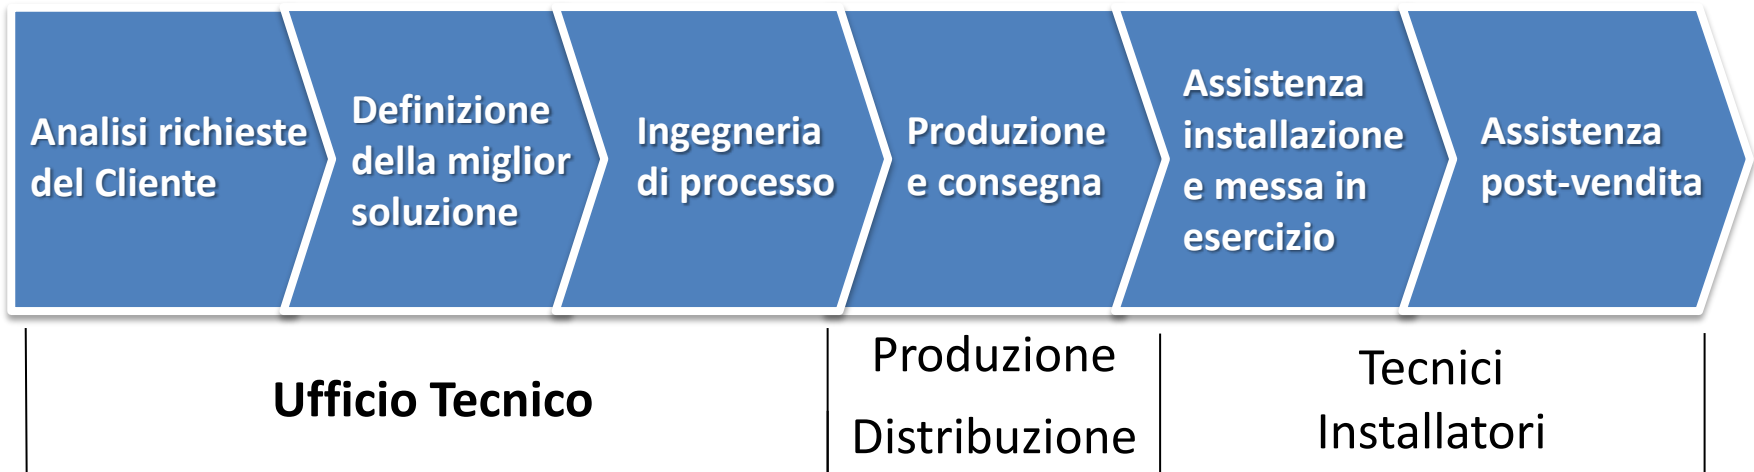 Analisi richieste
del Cliente
Definizione
della miglior
soluzione
Ingegneria
di processo
Produzione
e consegna
Assistenza
installazione
e messa in
esercizio
Assistenza
post-vendita
Ufficio Tecnico
Produzione
Distribuzione
Tecnici
Installatori